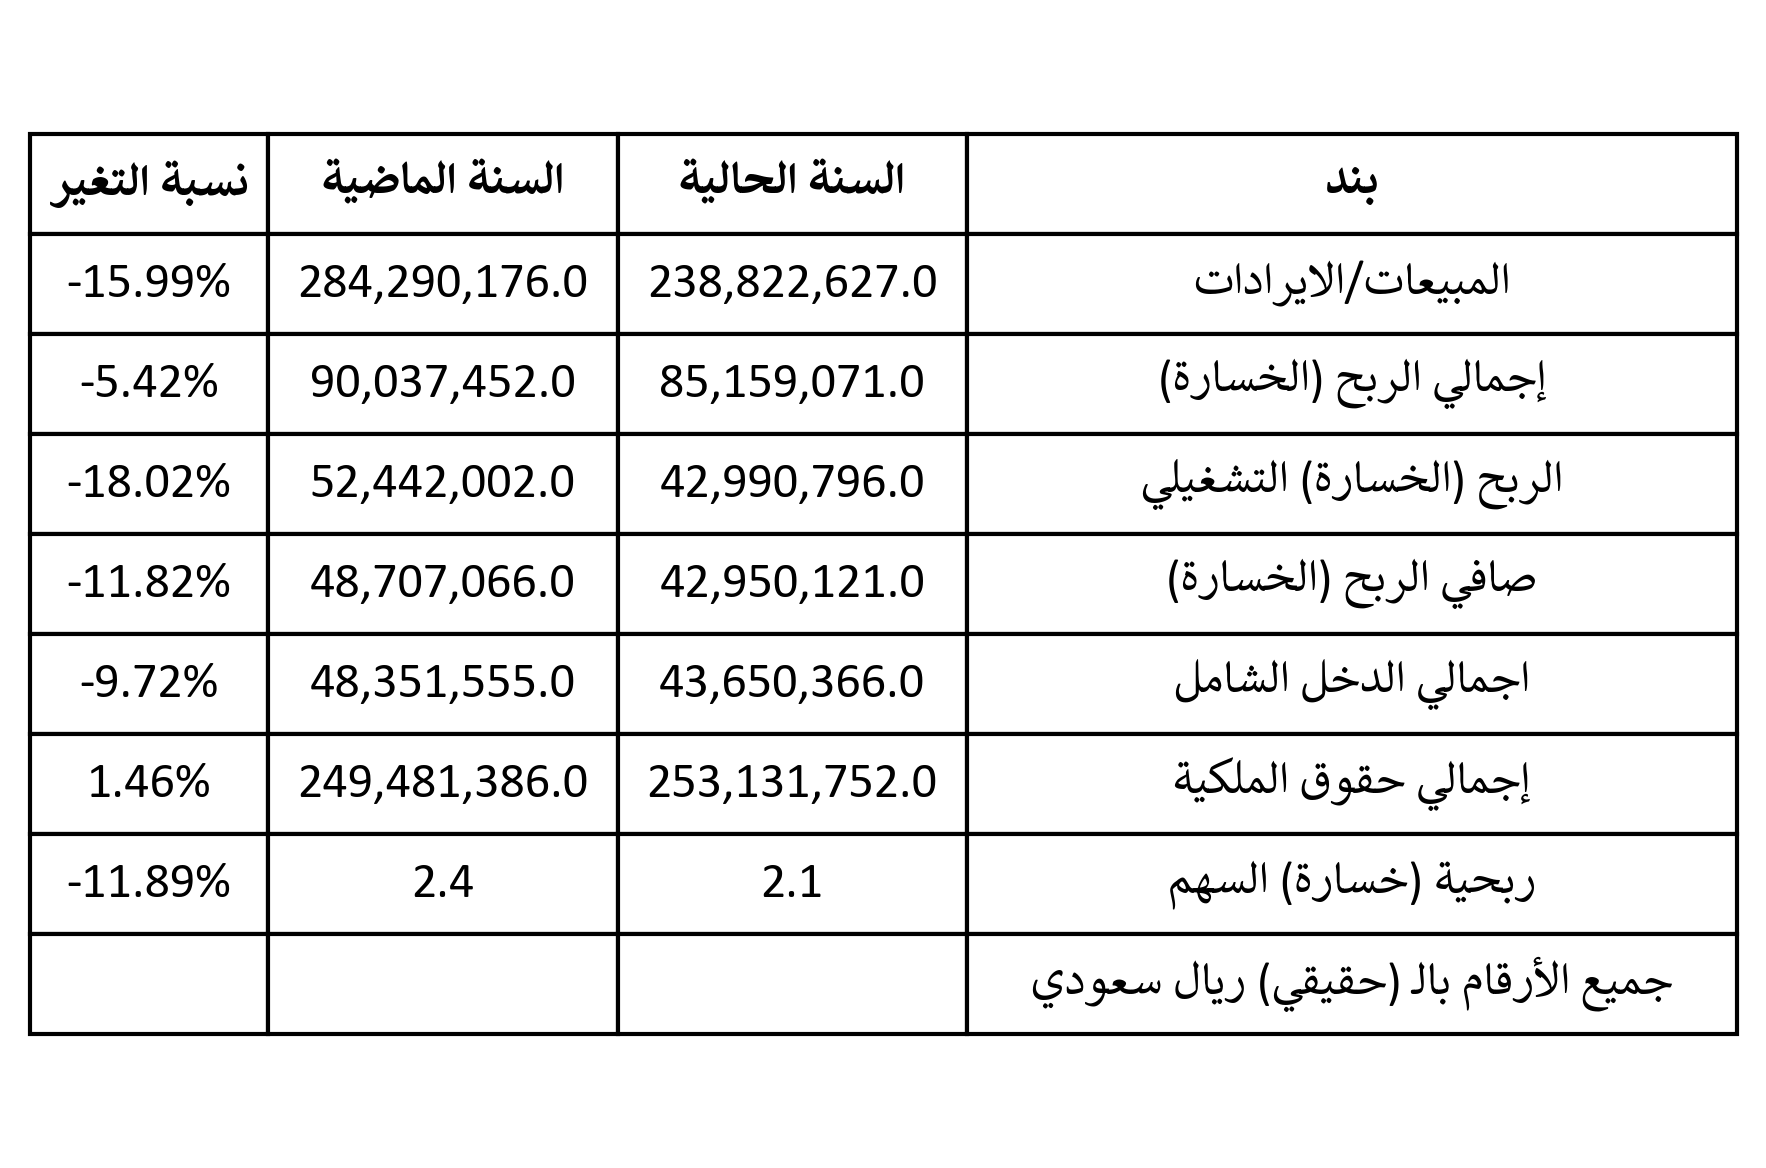 بند السنة الحالية السنة الماضية نسبة التغير
المبيعات/الايرادات 238,822,627.0 284,290,176.0 -15.99%
إجمالي الربح (الخسارة) 85,159,071.0 90,037,452.0 -5.42%
الربح (الخسارة) التشغيلي 42,990,796.0 52,442,002.0 -18.02%
صافي الربح (الخسارة) 42,950,121.0 48,707,066.0 -11.82%
اجمالي الدخل الشامل 43,650,366.0 48,351,555.0 -9.72%
إجمالي حقوق الملكية 253,131,752.0 249,481,386.0 1.46%
ربحية (خسارة) السهم 2.1 2.4 -11.89%
جميع الأرقام بالـ (حقيقي) ريال سعودي